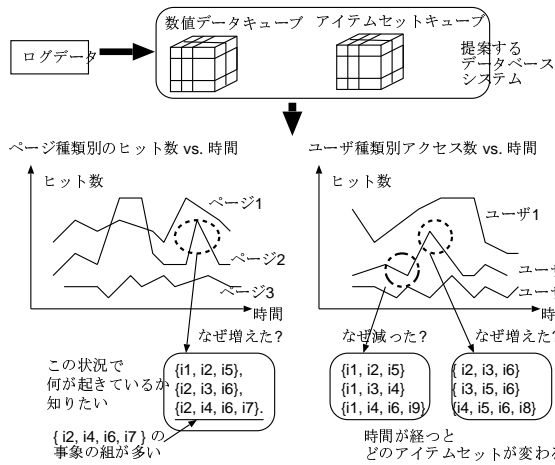 数値データキューブ
アイテムセットキューブ
ログデータ
提案する
データベース
システム
ページ種類別のヒット数 vs. 時間
ユーザ種類別アクセス数 vs. 時間
ヒット数
ページ1
ページ2
ページ3
時間
ヒット数
ユーザ1
ユーザ
ユーザ
時
なぜ増えた?
なぜ減った?
なぜ増えた?
この状況で
何が起きているか
知りたい
{i1, i2, i5},
{i2, i3, i6},
{i2, i4, i6, i7}.
{i1, i2, i5}
{i1, i3, i4}
{i1, i4, i6, i9}
{ i2, i3, i6}
{ i3, i5, i6}
{i4, i5, i6, i8}
{ i2, i4, i6, i7 } の
事象の組が多い
時間が経つと
どのアイテムセットが変わる